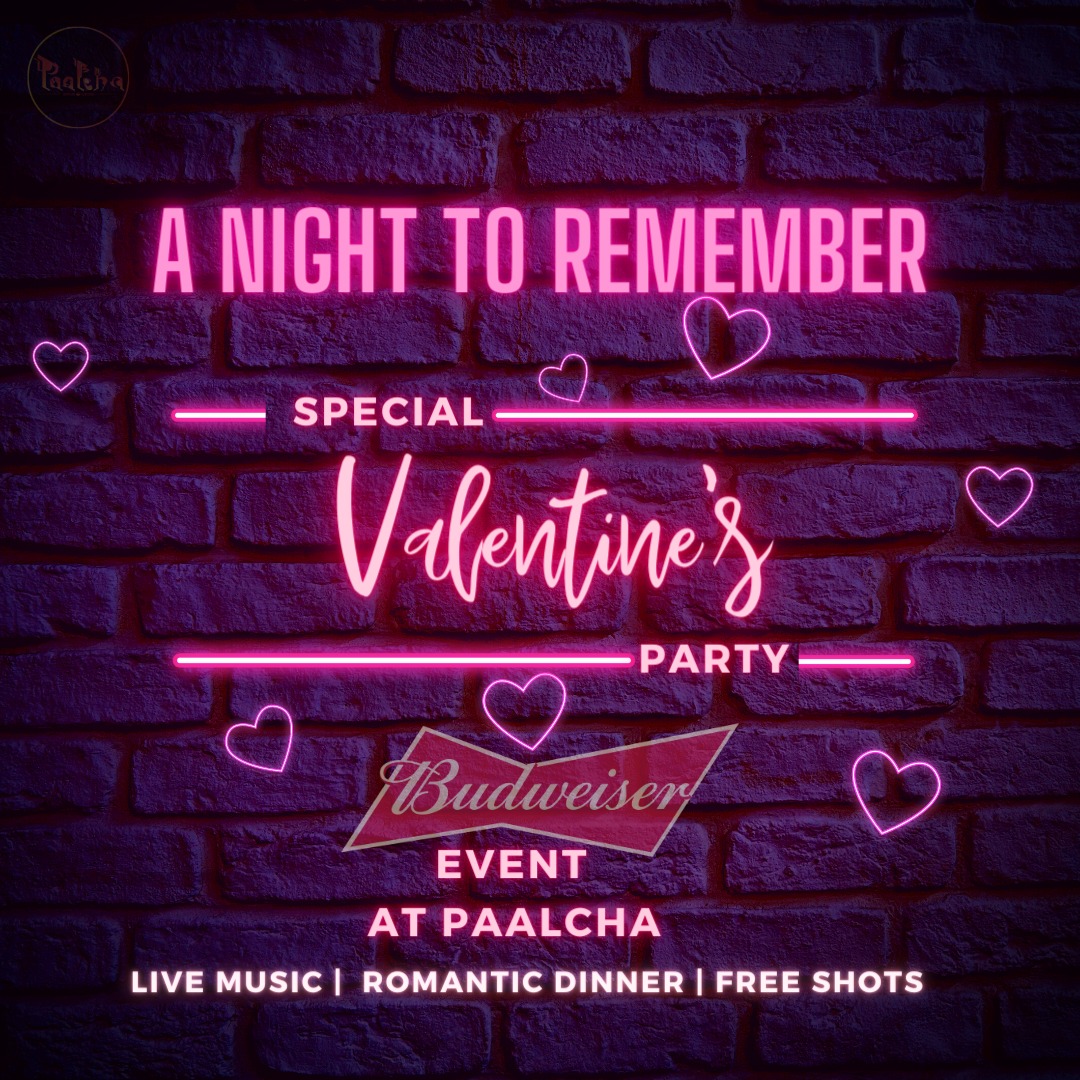 Paalcha
A NIGHT TO REMEMBER
SPECIAL
Valentine's
PARTY
Budweiser
EVENT
AT PAALCHA
LIVE MUSIC | ROMANTIC DINNER | FREE SHOTS